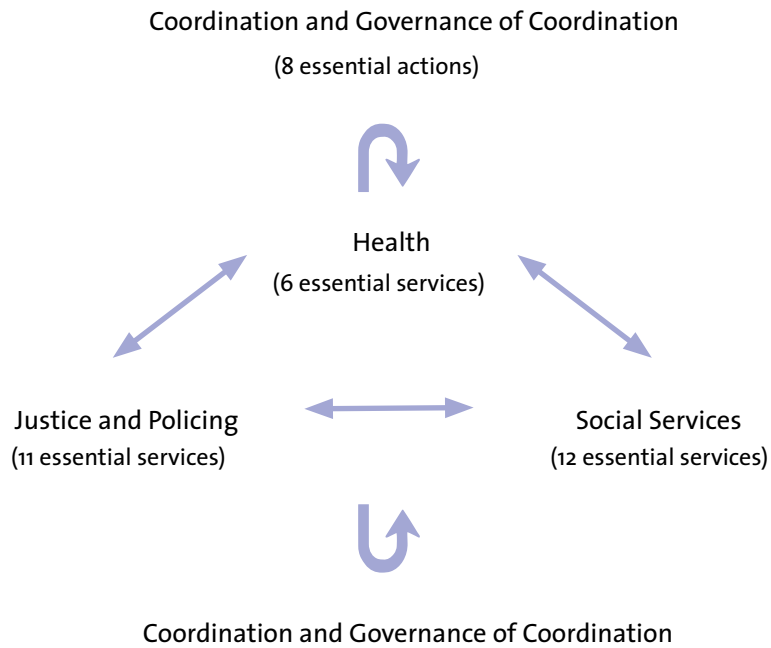 Coordination and Governance of Coordination
(8 essential actions)
Health
(6 essential services)
Justice and Policing
(11 essential services)
Social Services
(12 essential services)
Coordination and Governance of Coordination